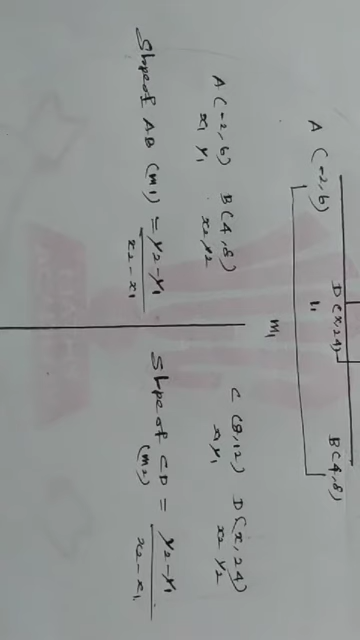 D(x,24)
A(-2,6) l₁ B(4,8)
m₁
A(-2,6) B(4,8)
x₁ y₁ x₂ y₂
C(8,12) D(x,24)
x₁ y₁ x₂ y₂
Slope of AB (m₁) = y₂-y₁
x₂-x₁
Slope of CD = y₂-y₁
(m₂) x₂-x₁